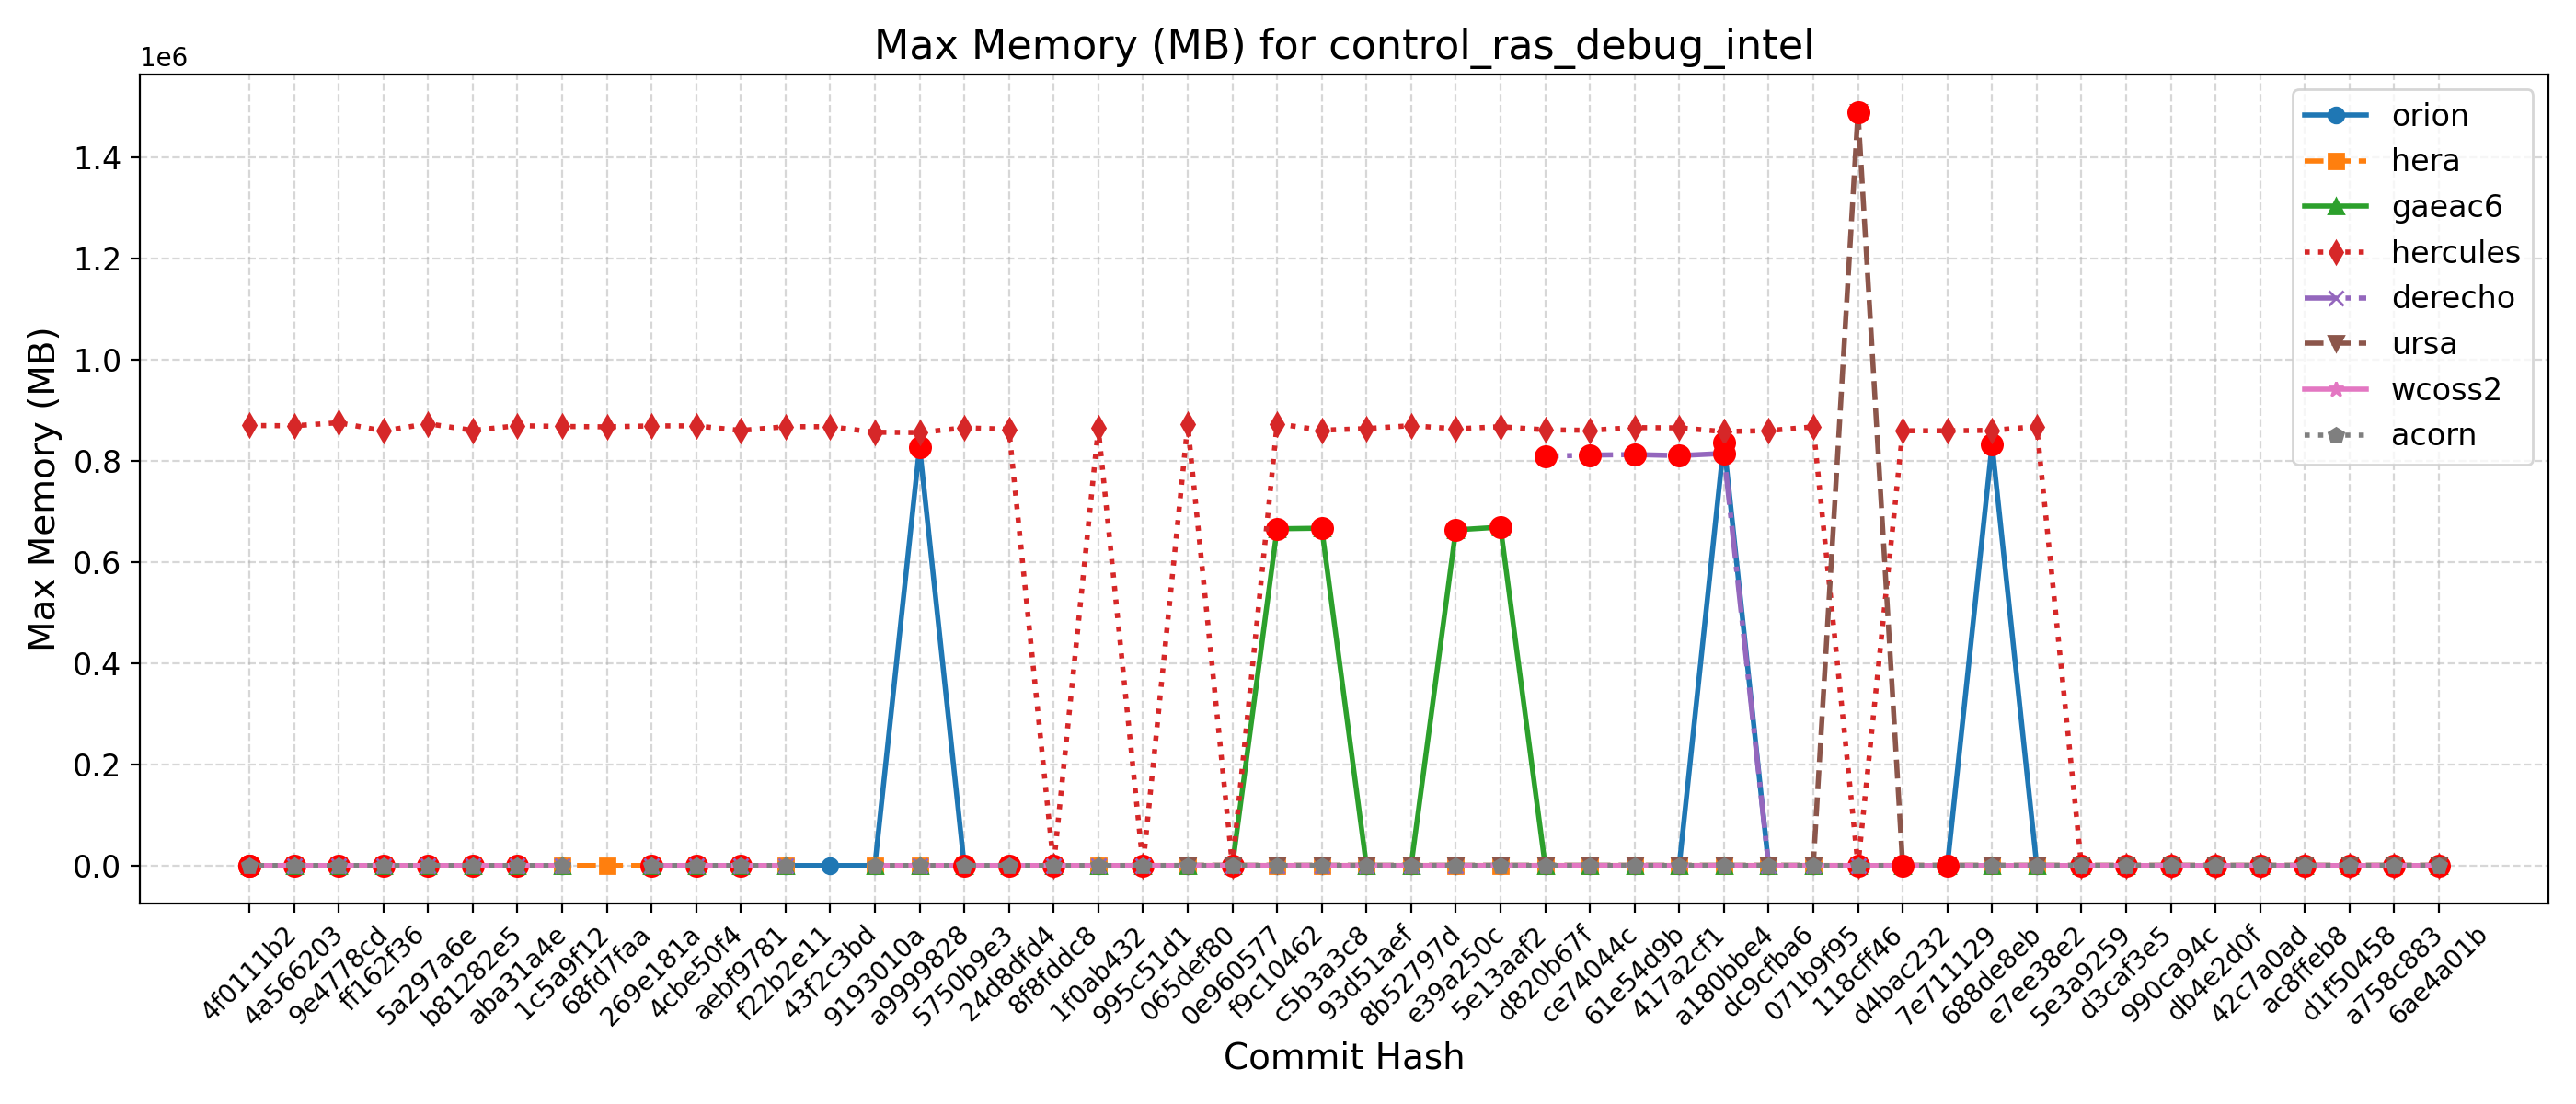 Max Memory (MB) for control_ras_debug_intel
1e6
1.4
1.2
1.0
0.8
0.6
0.4
0.2
0.0
Max Memory (MB)
orion
hera
gaeac6
hercules
derecho
ursa
wcoss2
acorn
4f0111b2
4a566203
9e4778cd
ff162f36
5a297a6e
b81282e5
aba31a4e
1c5a9f12
68fd7faa
269e181a
4cbe50f4
aebf9781
f22b2e11
43f2c3bd
9193010a
a9999828
5750b9e3
24d8dfd4
8f8fddc8
1f0ab432
995c51d1
065def80
0e960577
f9c10462
c5b3a3c8
93d51aef
8b52797d
e39a250c
5e13aaf2
d820b67f
ce74044c
61e54d9b
417a2cf1
a180bbe4
dc9cfba6
071b9f95
118cff46
d4bac232
7e711129
688de8eb
e7ee38e2
5e3a9259
d3caf3e5
990ca94c
db4e2d0f
42c7a0ad
ac8ffeb8
d1f50458
a758c883
6ae4a01b
Commit Hash